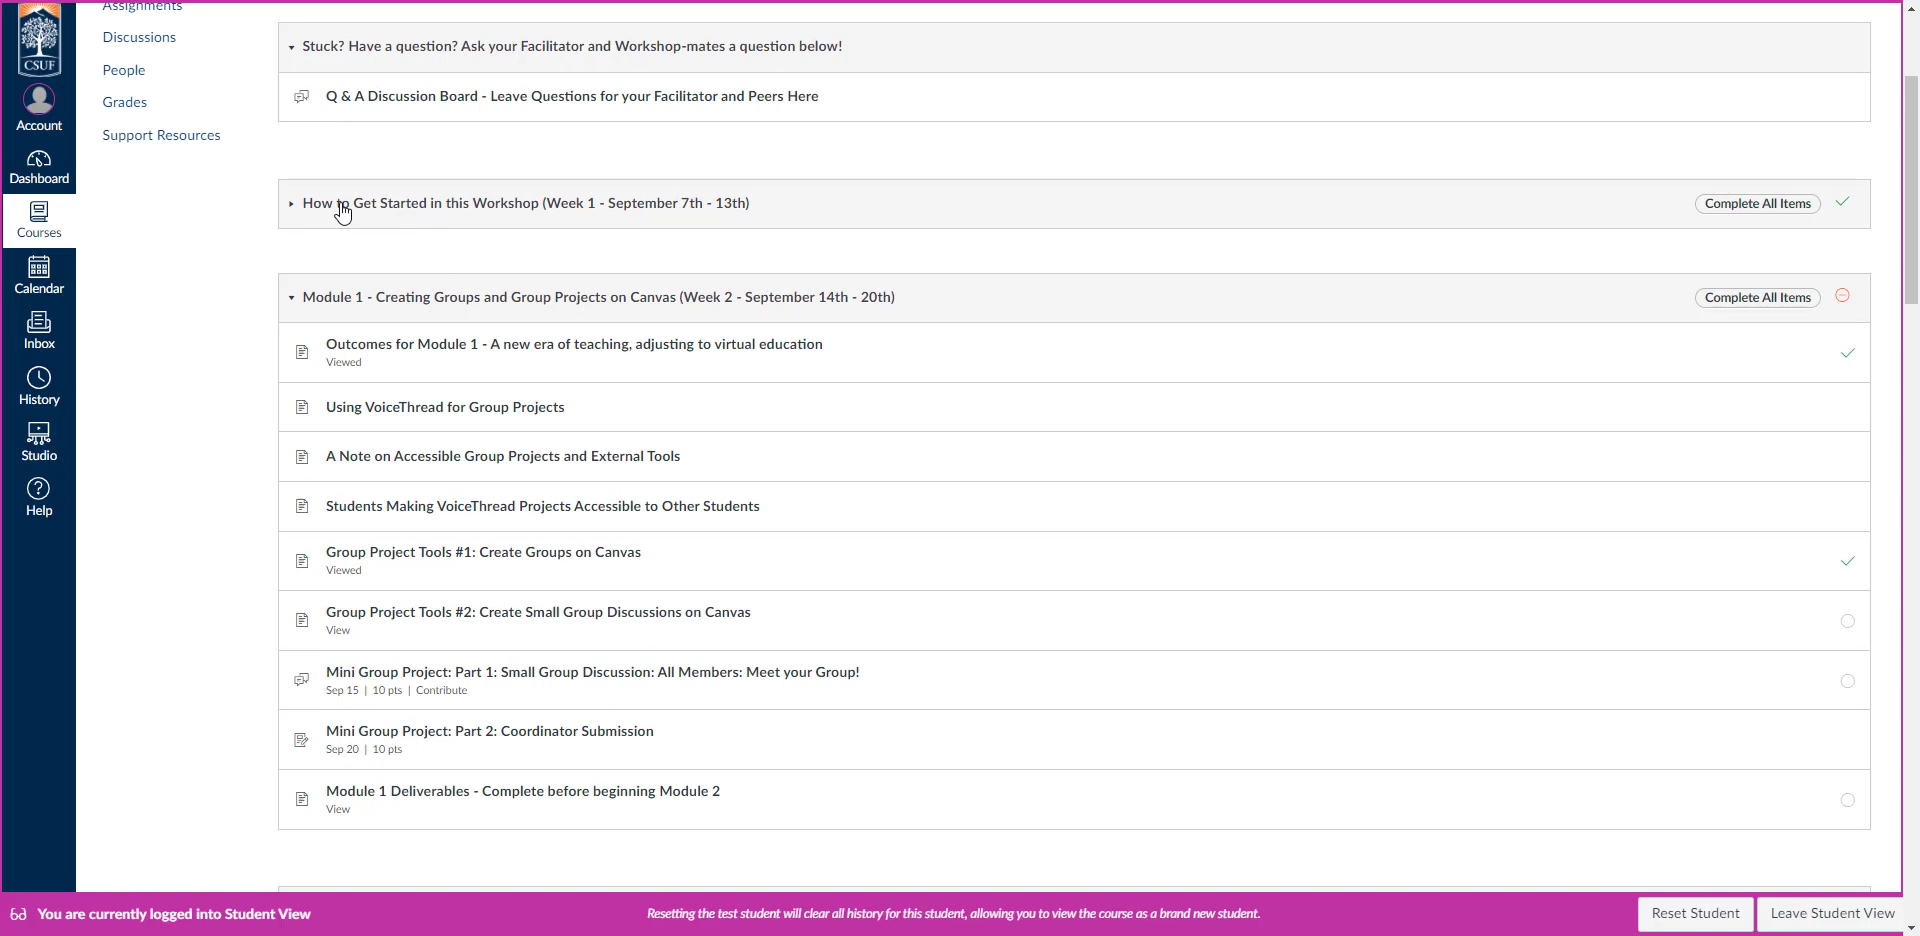 CSUF
Account
Dashboard
Courses
Calendar
Inbox
History
Studio
Help
Assignments
Discussions
People
Grades
Support Resources
Stuck? Have a question? Ask your Facilitator and Workshop-mates a question below!
Q & A Discussion Board - Leave Questions for your Facilitator and Peers Here
How to Get Started in this Workshop (Week 1 - September 7th - 13th)
Complete All Items
Module 1 - Creating Groups and Group Projects on Canvas (Week 2 - September 14th - 20th)
Complete All Items
Outcomes for Module 1 - A new era of teaching, adjusting to virtual education
Viewed
Using VoiceThread for Group Projects
A Note on Accessible Group Projects and External Tools
Students Making VoiceThread Projects Accessible to Other Students
Group Project Tools #1: Create Groups on Canvas
Viewed
Group Project Tools #2: Create Small Group Discussions on Canvas
View
Mini Group Project: Part 1: Small Group Discussion: All Members: Meet your Group!
Sep 15 | 10 pts | Contribute
Mini Group Project: Part 2: Coordinator Submission
Sep 20 | 10 pts
Module 1 Deliverables - Complete before beginning Module 2
View
You are currently logged into Student View
Resetting the test student will clear all history for this student, allowing you to view the course as a brand new student.
Reset Student
Leave Student View